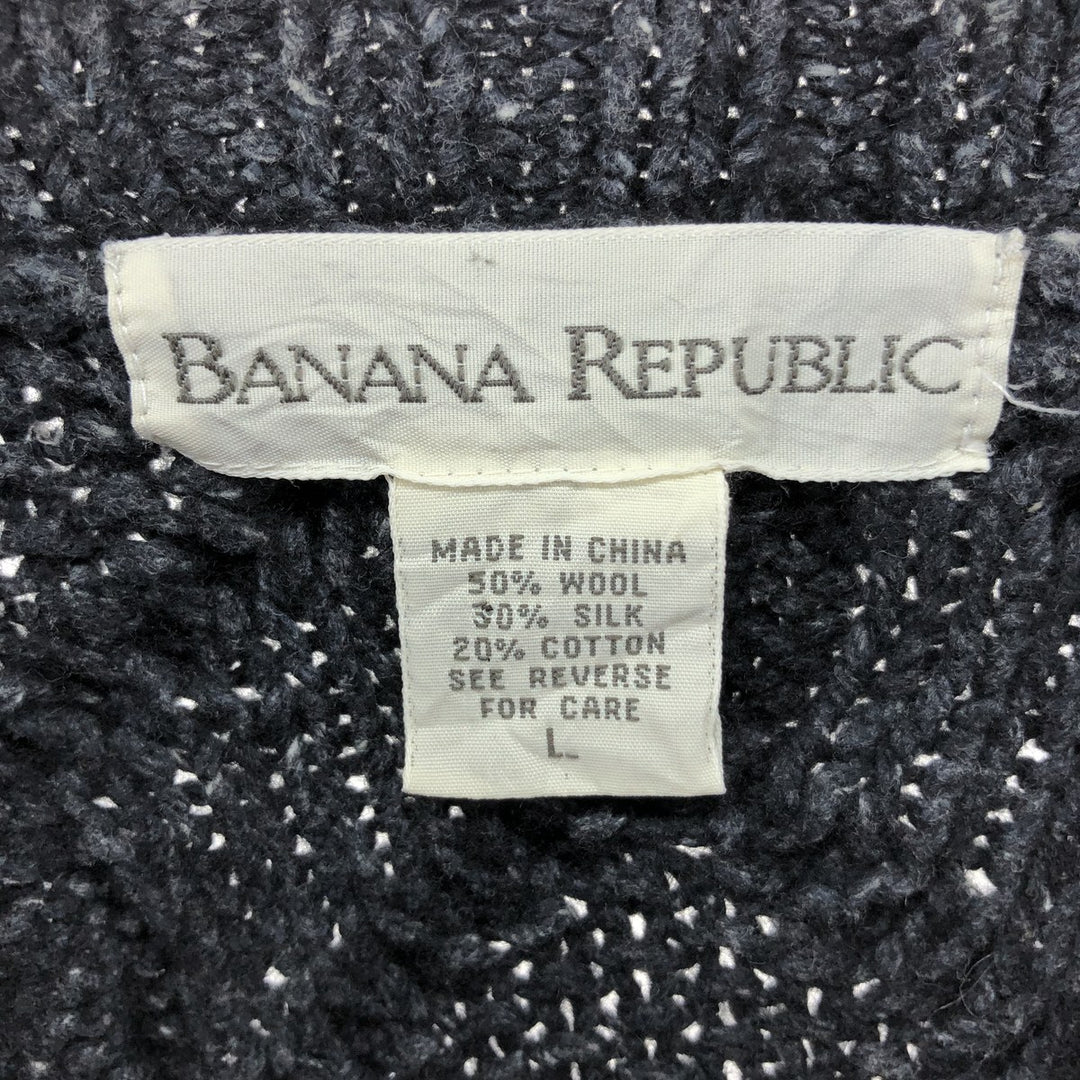 BANANA REPUBLIC
MADE IN CHINA
50% WOOL
30% SILK
20% COTTON
SEE REVERSE
FOR CARE
L